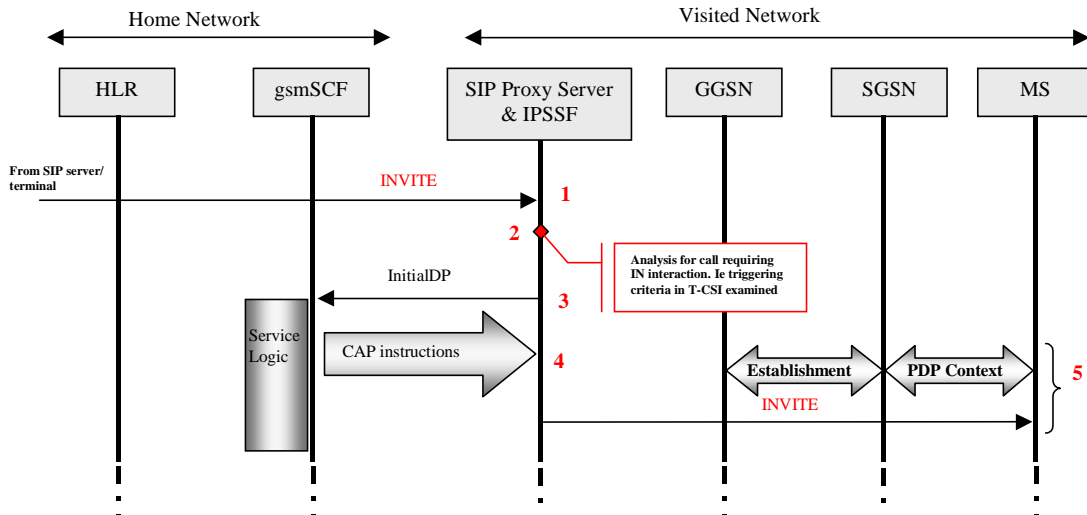 Home Network
Visited Network
HLR
gsmSCF
SIP Proxy Server
& IPSSF
GGSN
SGSN
MS
From SIP server/
terminal
INVITE
1
2
Analysis for call requiring
IN interaction. Ie triggering
criteria in T-CSI examined
InitialDP
3
Service
Logic
CAP instructions
4
Establishment
PDP Context
5
INVITE